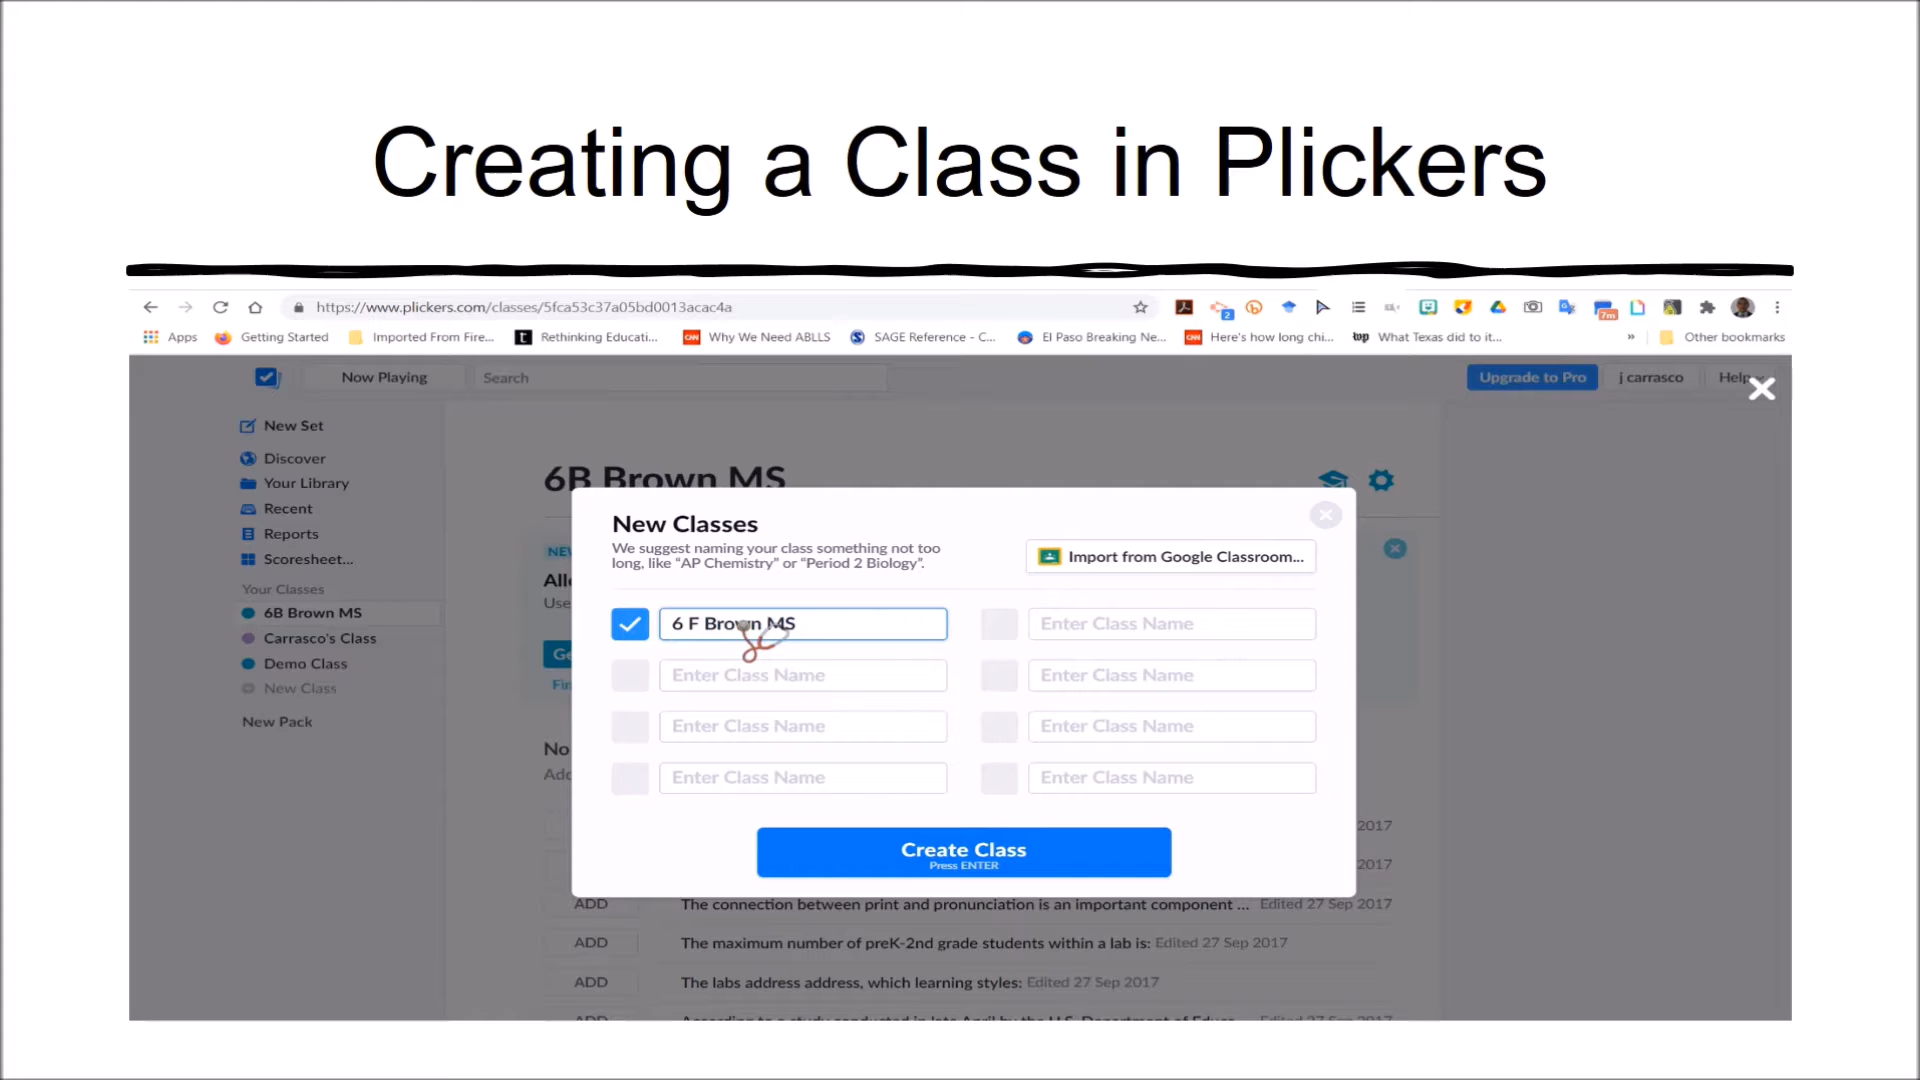 Creating a Class in Plickers
https://www.plickers.com/classes/5fca53c37a05bd0013acac4a
2
7m
Apps
Getting Started
Imported From Fire...
Rethinking Educati...
Why We Need ABLLS
SAGE Reference - C...
El Paso Breaking Ne...
Here's how long chi...
What Texas did to it...
»
Other bookmarks
Now Playing
Search
Upgrade to Pro
j carrasco
Help
New Set
Discover
Your Library
Recent
Reports
Scoresheet...
Your Classes
6B Brown MS
Carrasco's Class
Demo Class
New Class
New Pack
6B Brown MS
New Classes
We suggest naming your class something not too
long, like “AP Chemistry” or “Period 2 Biology”.
Import from Google Classroom...
6 F Brown MS
Enter Class Name
Enter Class Name
Enter Class Name
Enter Class Name
Enter Class Name
Enter Class Name
Enter Class Name
Create Class
Press ENTER
No
2017
2017
ADD The connection between print and pronunciation is an important component ... Edited 27 Sep 2017
ADD The maximum number of preK-2nd grade students within a lab is: Edited 27 Sep 2017
ADD The labs address address, which learning styles: Edited 27 Sep 2017